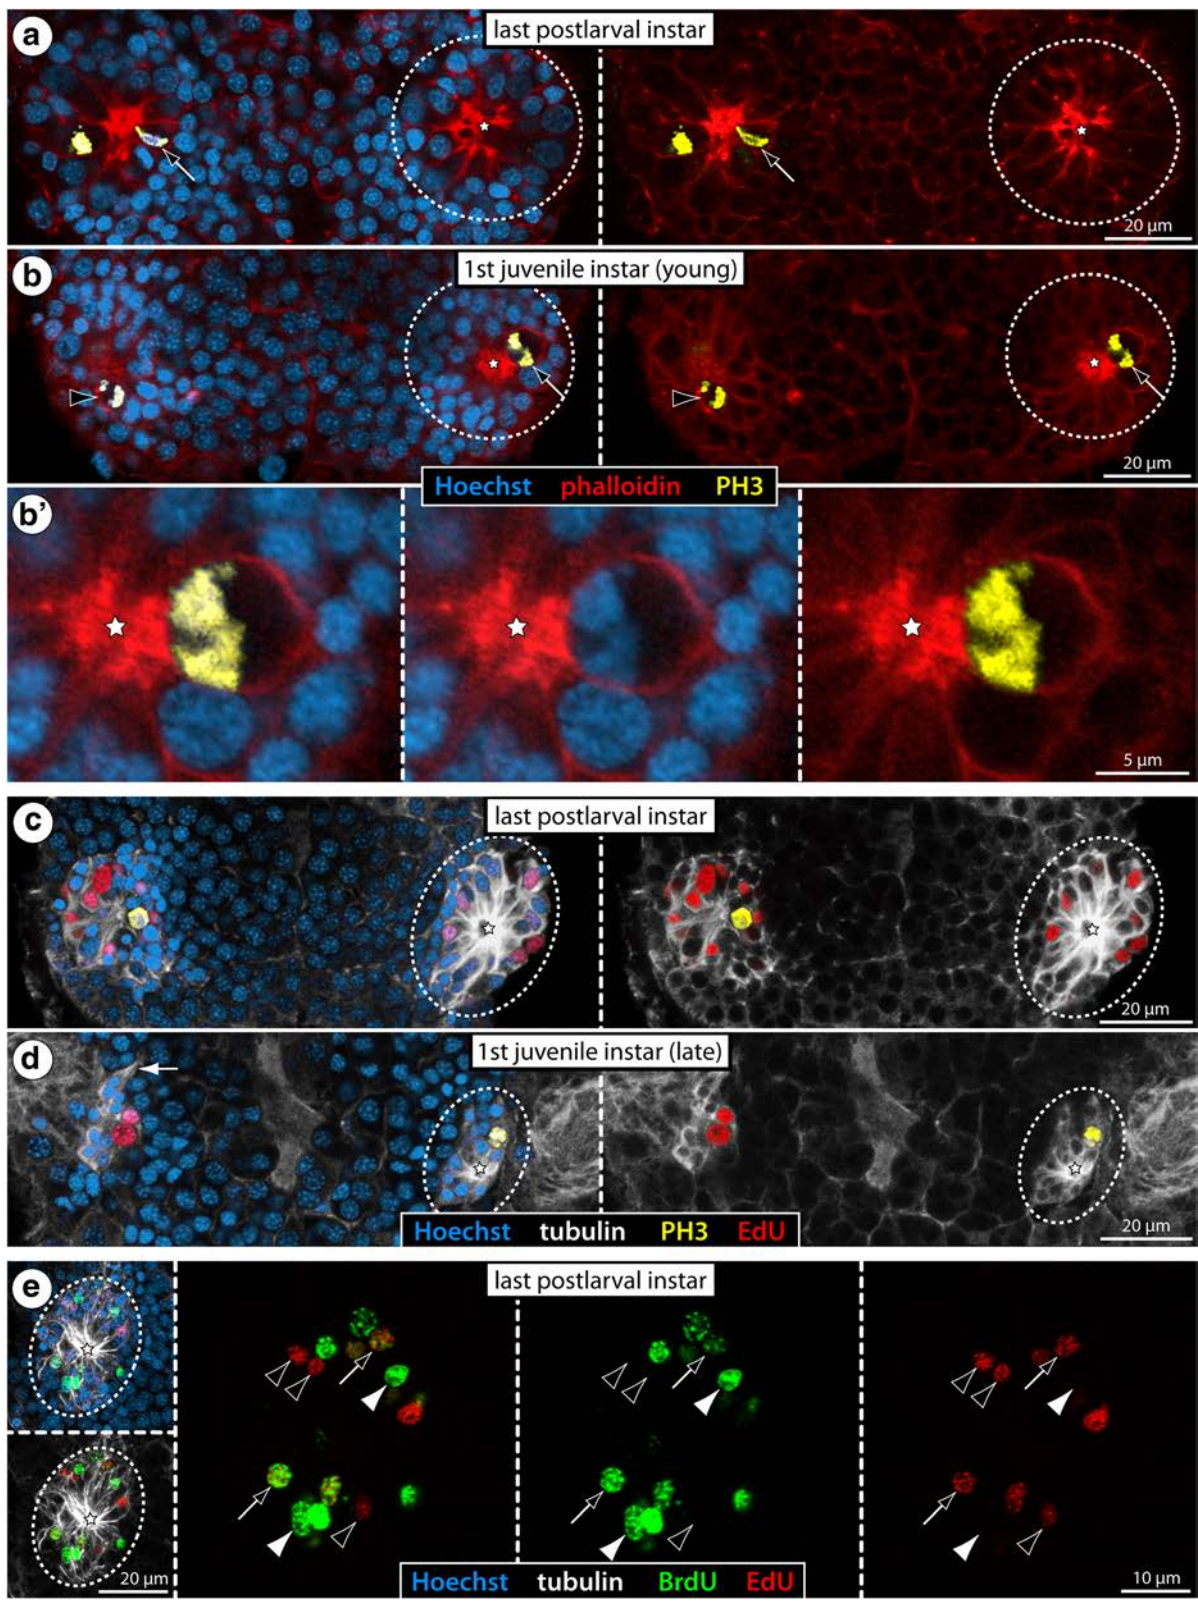 a
last postlarval instar
20 µm
b
1st juvenile instar (young)
20 µm
Hoechst phalloidin PH3
b’
5 µm
c
last postlarval instar
20 µm
d
1st juvenile instar (late)
20 µm
Hoechst tubulin PH3 EdU
e
last postlarval instar
20 µm
Hoechst tubulin BrdU EdU
10 µm